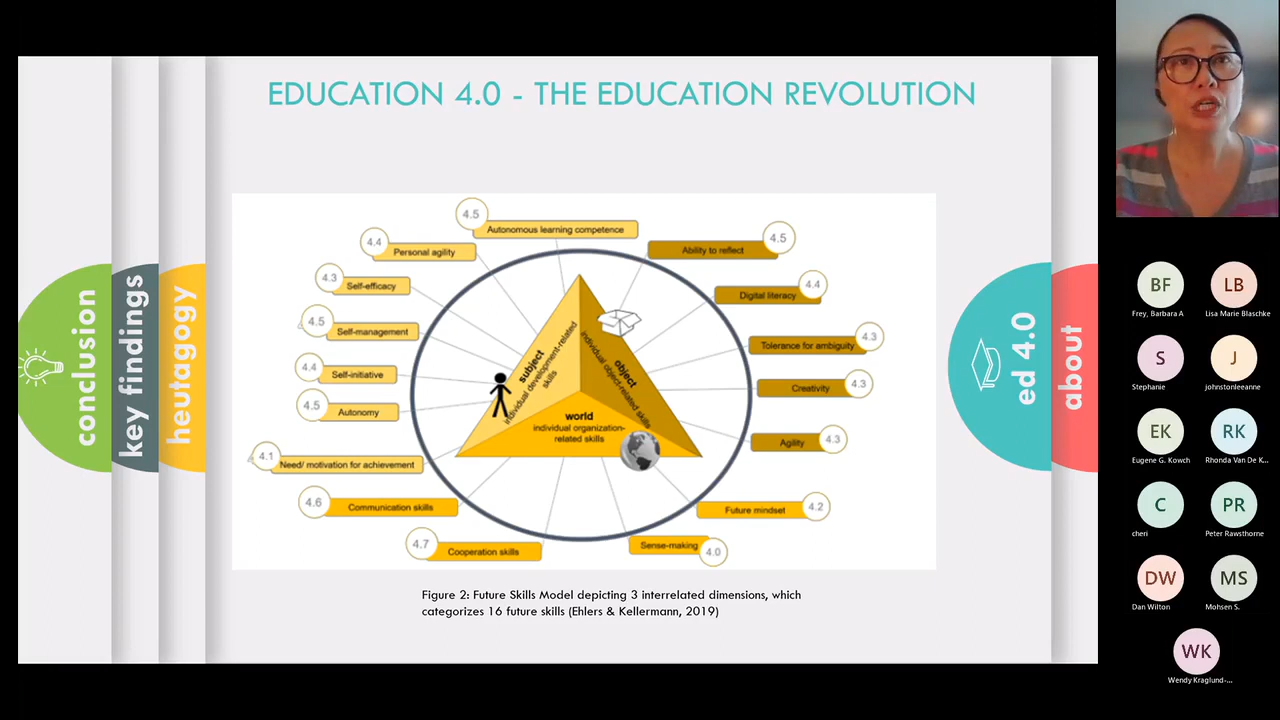 EDUCATION 4.0 - THE EDUCATION REVOLUTION
conclusion
key findings
heutagogy
4.5
Autonomous learning competence
4.4
Personal agility
4.3
Self-efficacy
4.5
Self-management
4.4
Self-initiative
4.5
Autonomy
4.1
Need/ motivation for achievement
4.6
Communication skills
4.7
Cooperation skills
4.5
Ability to reflect
4.4
Digital literacy
4.3
Tolerance for ambiguity
4.3
Creativity
4.3
Agility
4.2
Future mindset
4.0
Sense-making
subject
individual development-related
skills
object
individual object-related skills
world
individual organization-
related skills
Figure 2: Future Skills Model depicting 3 interrelated dimensions, which
categorizes 16 future skills (Ehlers & Kellermann, 2019)
ed 4.0
about
BF
Frey, Barbara A
LB
Lisa Marie Blaschke
S
Stephanie
J
johnstonleeanne
EK
Eugene G. Kowch
RK
Rhonda Van De K...
C
cheri
PR
Peter Rawsthorne
DW
Dan Wilton
MS
Mohsen S.
WK
Wendy Kraglund-...